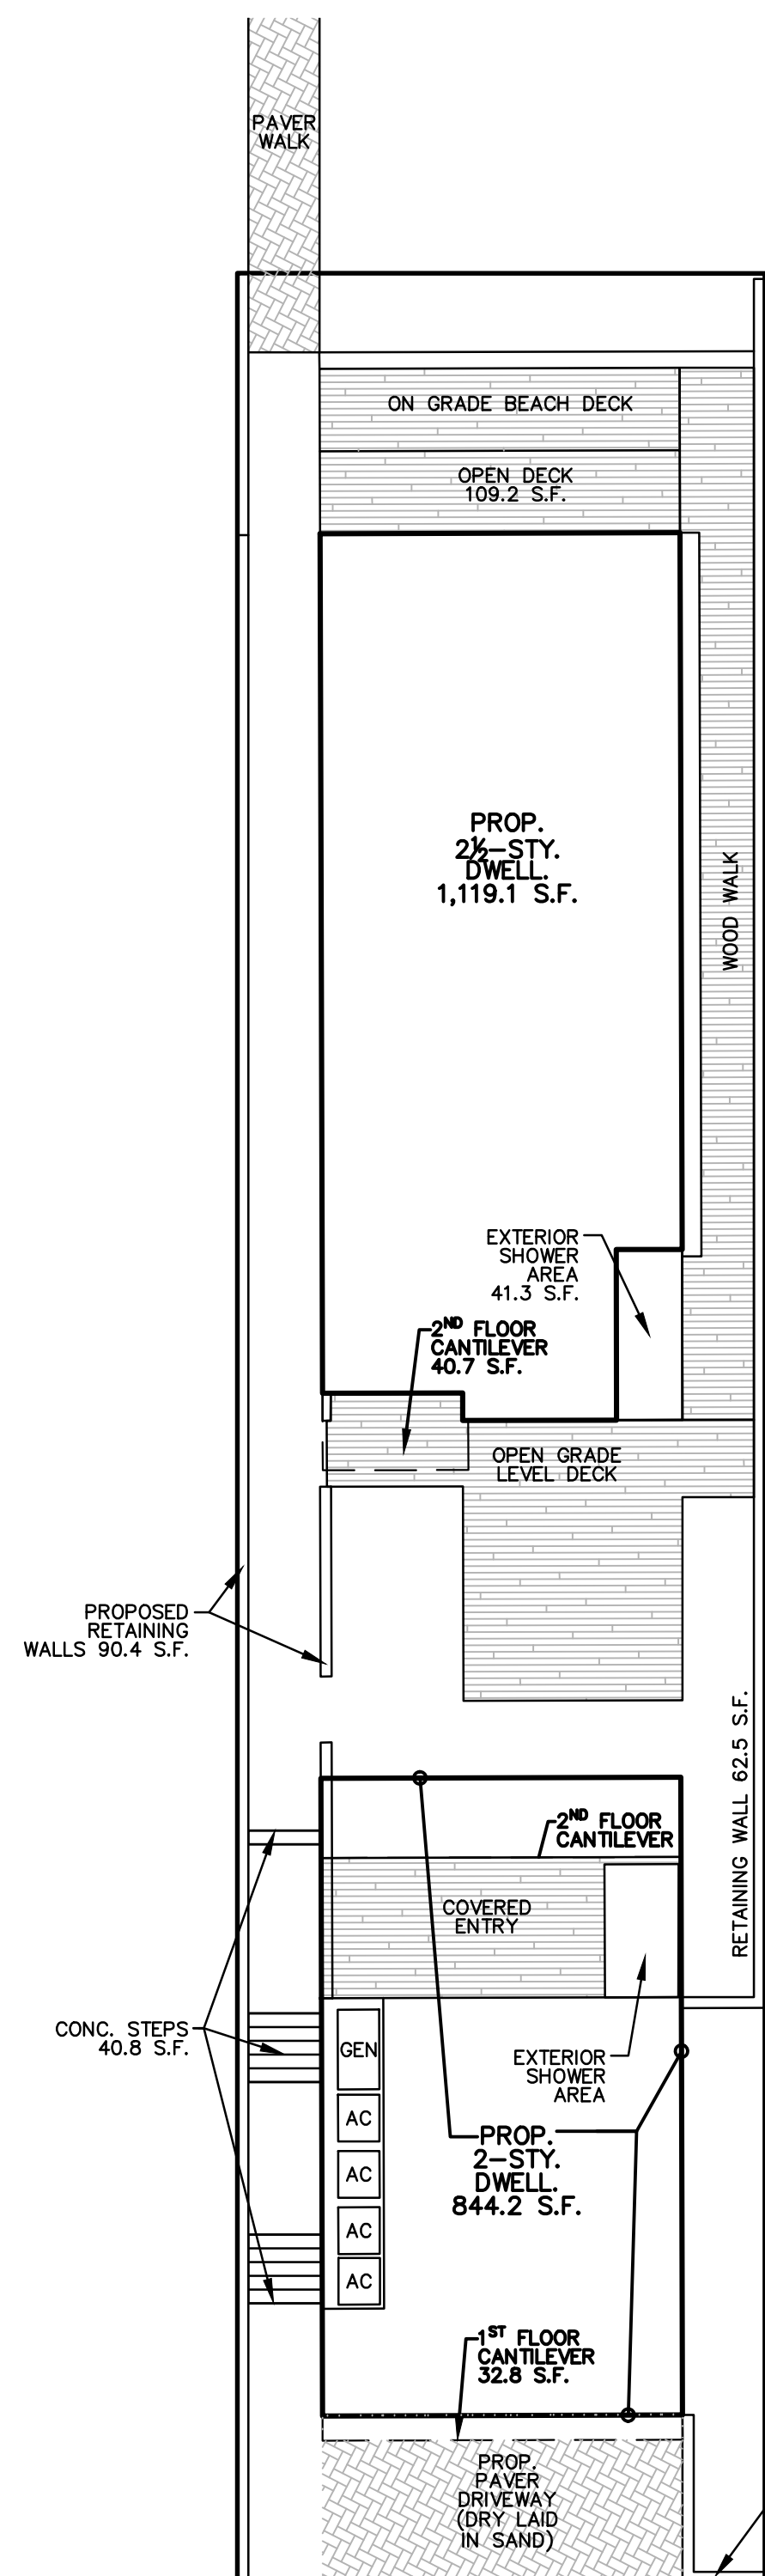 PAVER
WALK
ON GRADE BEACH DECK
OPEN DECK
109.2 S.F.
PROP.
2½-STY.
DWELL.
1,119.1 S.F.
WOOD WALK
EXTERIOR
SHOWER
AREA
41.3 S.F.
2ND FLOOR
CANTILEVER
40.7 S.F.
OPEN GRADE
LEVEL DECK
PROPOSED
RETAINING
WALLS 90.4 S.F.
RETAINING WALL 62.5 S.F.
2ND FLOOR
CANTILEVER
COVERED
ENTRY
CONC. STEPS
40.8 S.F.
GEN
EXTERIOR
SHOWER
AREA
AC
AC
AC
AC
PROP.
2-STY.
DWELL.
844.2 S.F.
1ST FLOOR
CANTILEVER
32.8 S.F.
PROP.
PAVER
DRIVEWAY
(DRY LAID
IN SAND)